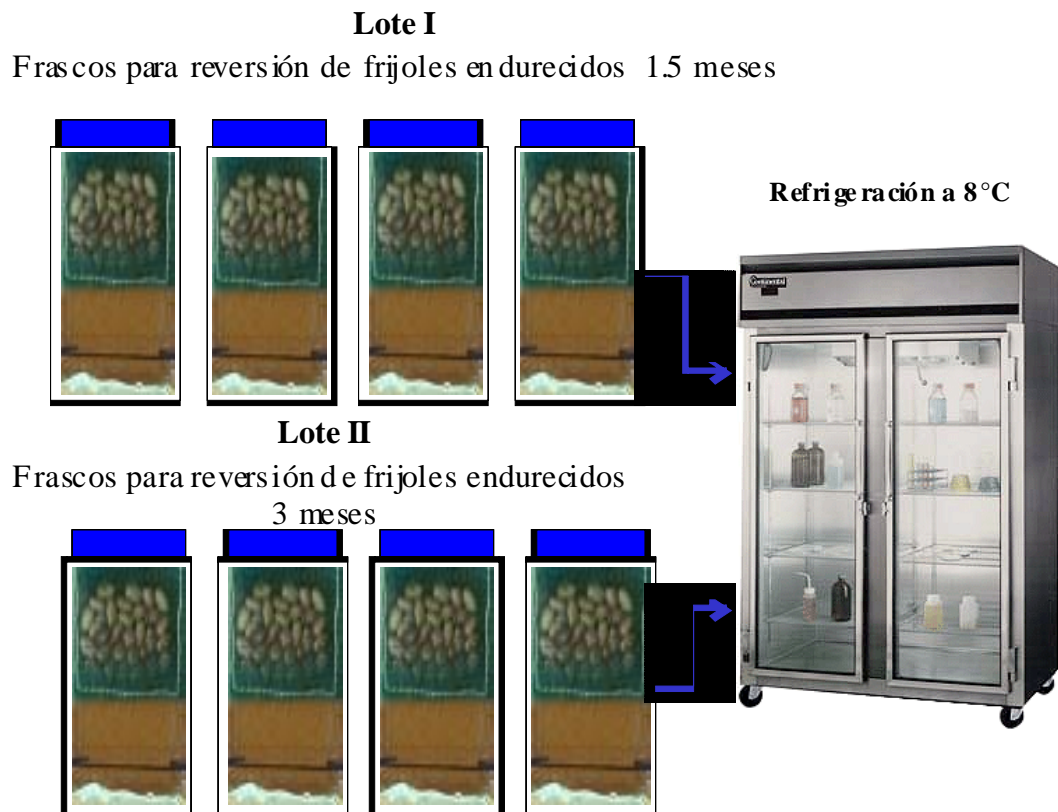 Lote I
Frascos para reversión de frijoles endurecidos 1.5 meses
Refrigeración a 8°C
Continental
Lote II
Frascos para reversión de frijoles endurecidos
3 meses